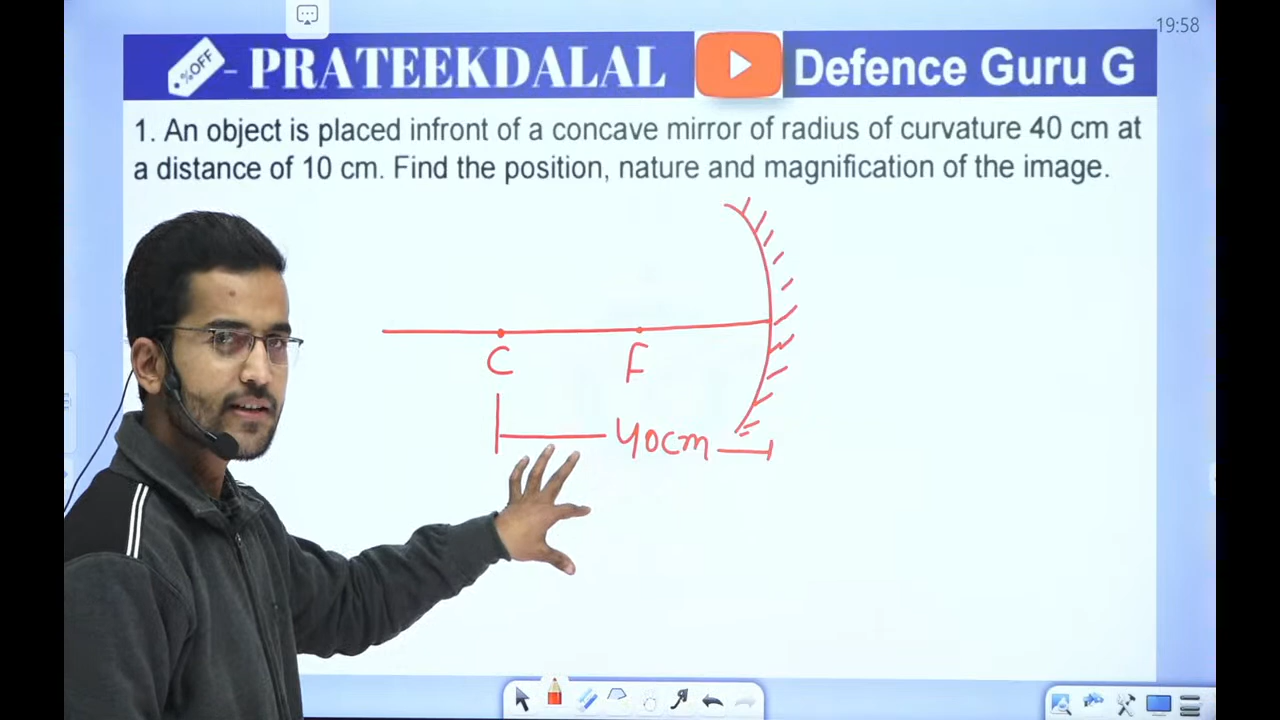 19:58
%OFF - PRATEEKDALAL Defence Guru G
1. An object is placed infront of a concave mirror of radius of curvature 40 cm at
a distance of 10 cm. Find the position, nature and magnification of the image.
C F
40cm